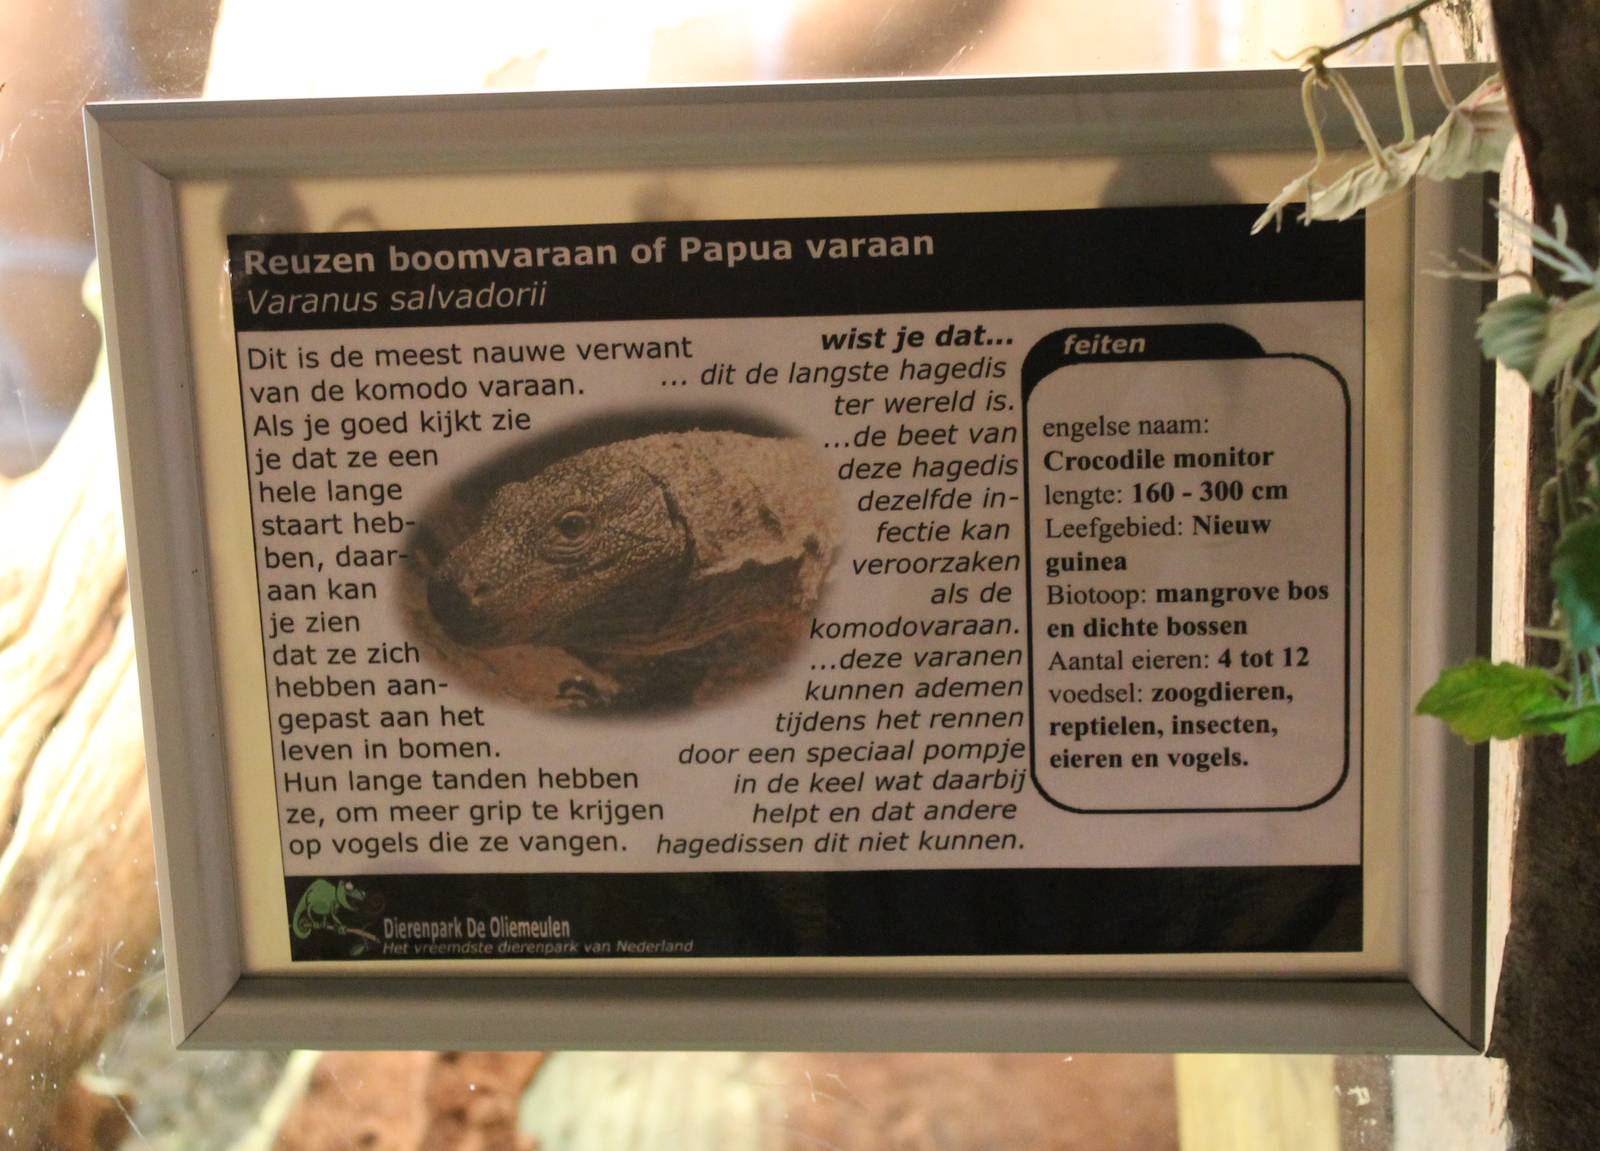 Reuzen boomvaraan of Papua varaan
Varanus salvadorii
Dit is de meest nauwe verwant
van de komodo varaan.
Als je goed kijkt zie
je dat ze een
hele lange
staart heb-
ben, daar-
aan kan
je zien
dat ze zich
hebben aan-
gepast aan het
leven in bomen.
Hun lange tanden hebben
ze, om meer grip te krijgen
op vogels die ze vangen.
wist je dat...
... dit de langste hagedis
ter wereld is.
...de beet van
deze hagedis
dezelfde in-
fectie kan
veroorzaken
als de
komodovaraan.
...deze varanen
kunnen ademen
tijdens het rennen
door een speciaal pompje
in de keel wat daarbij
helpt en dat andere
hagedissen dit niet kunnen.
feiten
engelse naam:
Crocodile monitor
lengte: 160 - 300 cm
Leefgebied: Nieuw
guinea
Biotoop: mangrove bos
en dichte bossen
Aantal eieren: 4 tot 12
voedsel: zoogdieren,
reptielen, insecten,
eieren en vogels.
Dierenpark De Oliemeulen
Het vreemdste dierenpark van Nederland